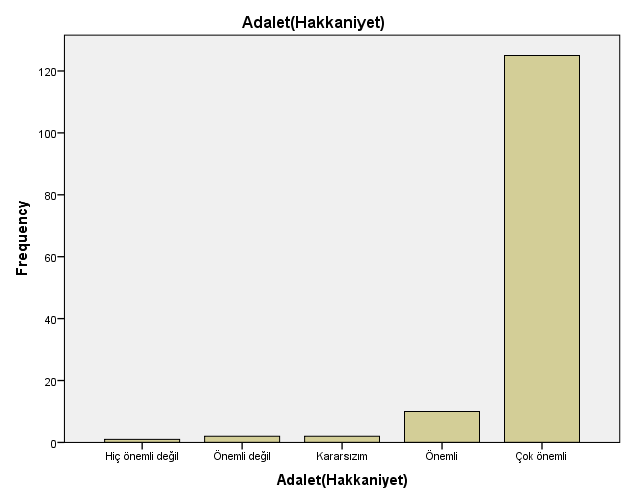 Adalet(Hakkaniyet)
Frequency
120
100
80
60
40
20
0
Hiç önemli değil
Önemli değil
Kararsızım
Önemli
Çok önemli
Adalet(Hakkaniyet)